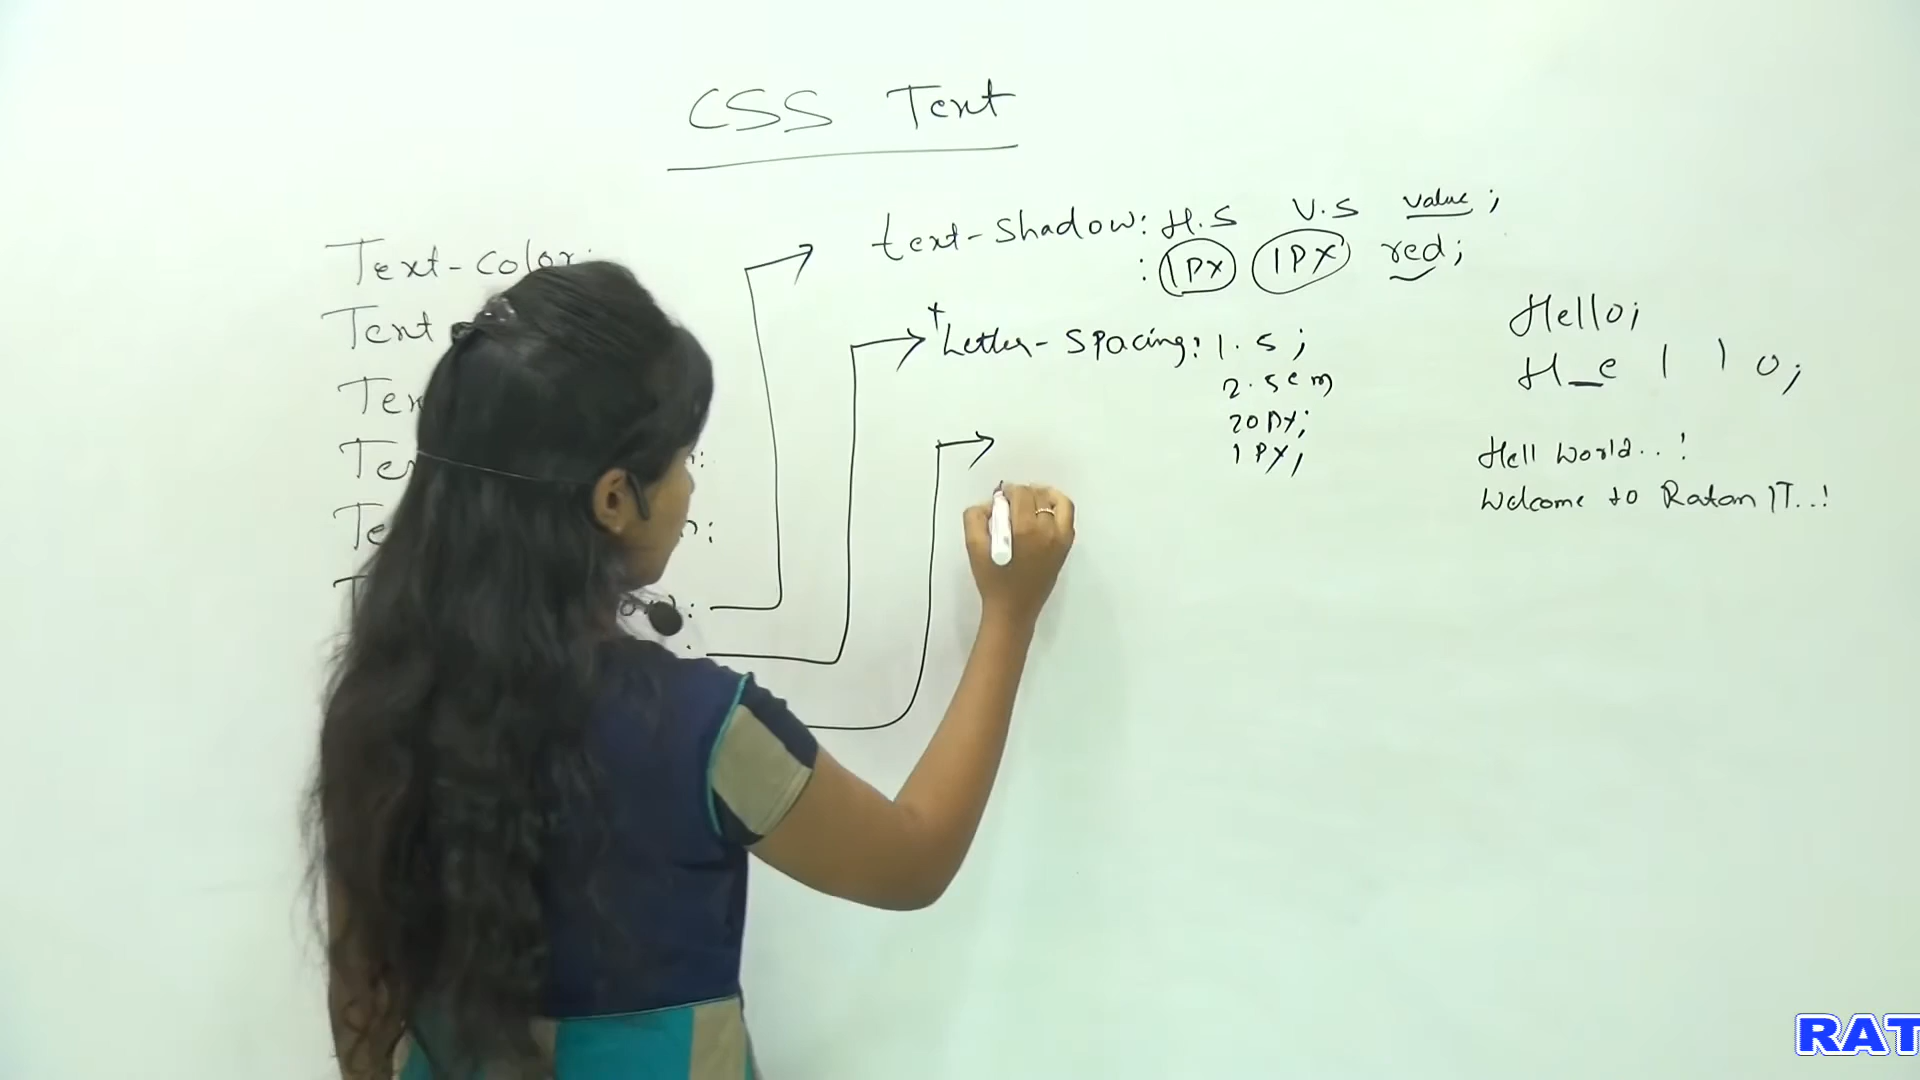 CSS Text
Text-color:
Text
text-shadow: H.S V.S value;
: 1px 1px red;
Letter-spacing: 1.5;
2.5em
20px;
1px;
Hello;
H_e l l o;
Hell World..!
Welcome to Ratan IT..!
RAT